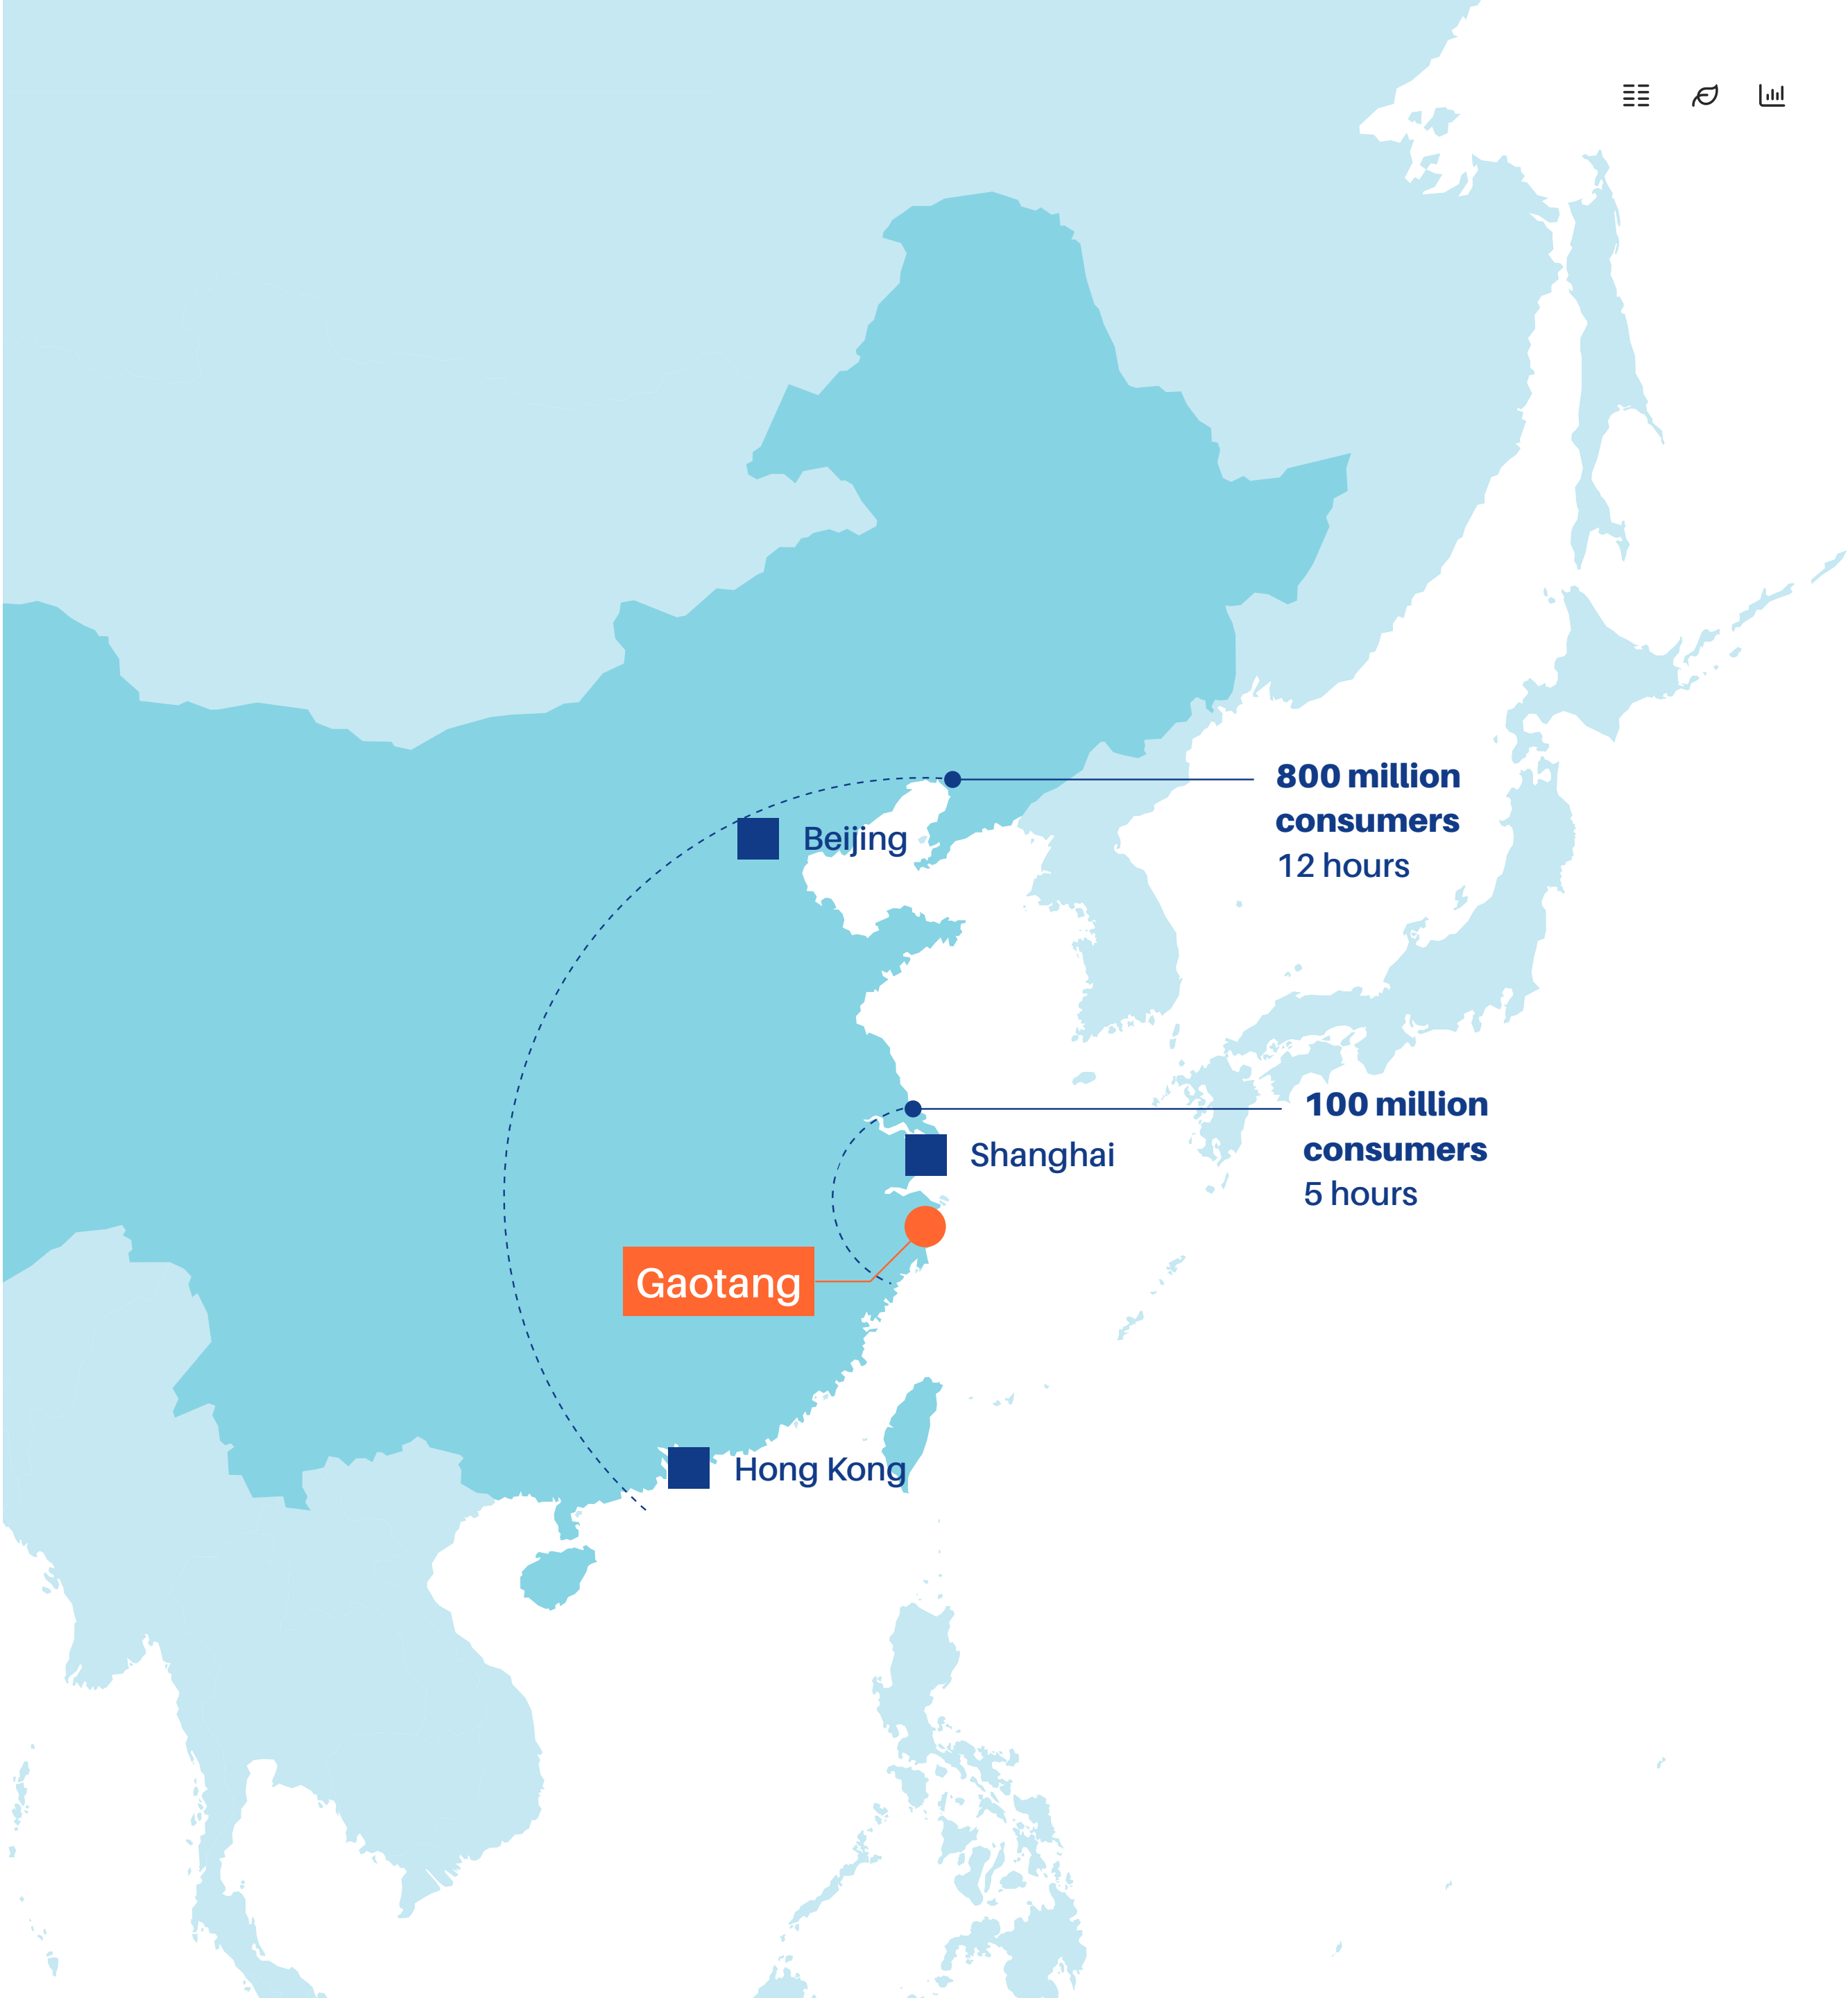 800 million
consumers
12 hours
Beijing
100 million
consumers
5 hours
Shanghai
Gaotang
Hong Kong